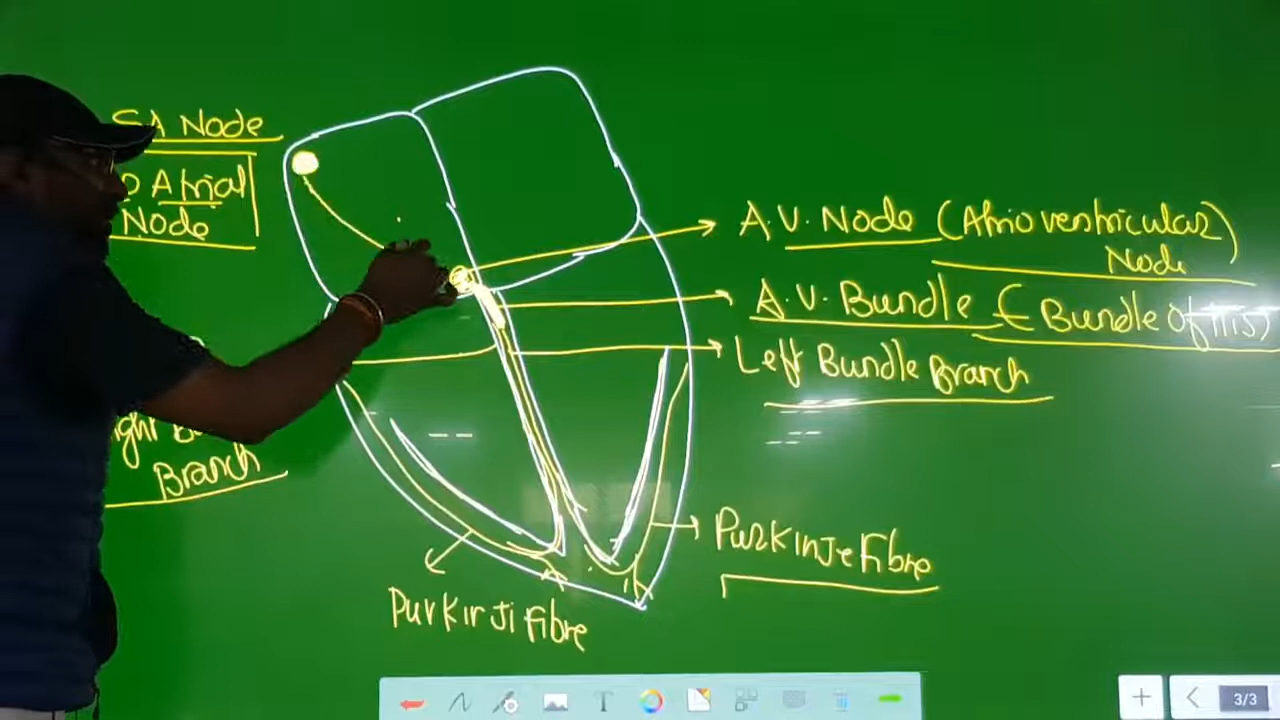 SA Node
Atrial
Node
A.V. Node (Atrioventricular)
Node
A.V. Bundle (Bundle of His)
Left Bundle Branch
Branch
Purkinje Fibre
Purkirji fibre
3/3